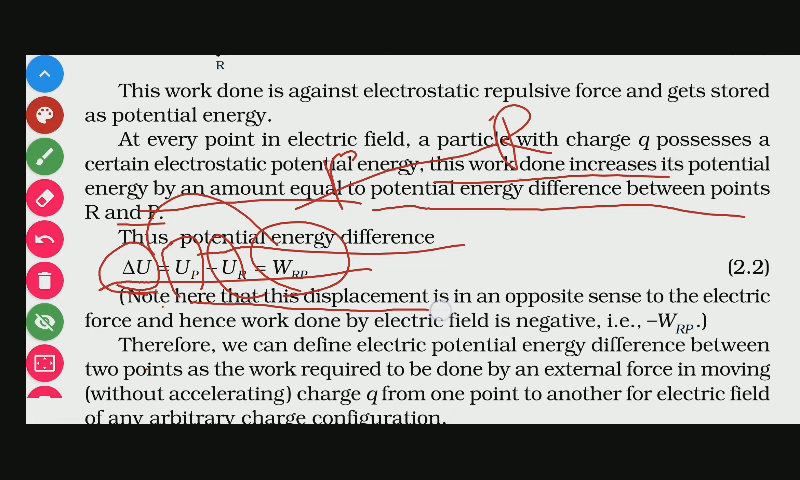 R
This work done is against electrostatic repulsive force and gets stored
as potential energy.
At every point in electric field, a particle with charge q possesses a
certain electrostatic potential energy, this work done increases its potential
energy by an amount equal to potential energy difference between points
R and P.
Thus potential energy difference
ΔU = U_P − U_R = W_RP (2.2)
(Note here that this displacement is in an opposite sense to the electric
force and hence work done by electric field is negative, i.e., –W_RP.)
Therefore, we can define electric potential energy difference between
two points as the work required to be done by an external force in moving
(without accelerating) charge q from one point to another for electric field
of any arbitrary charge configuration.